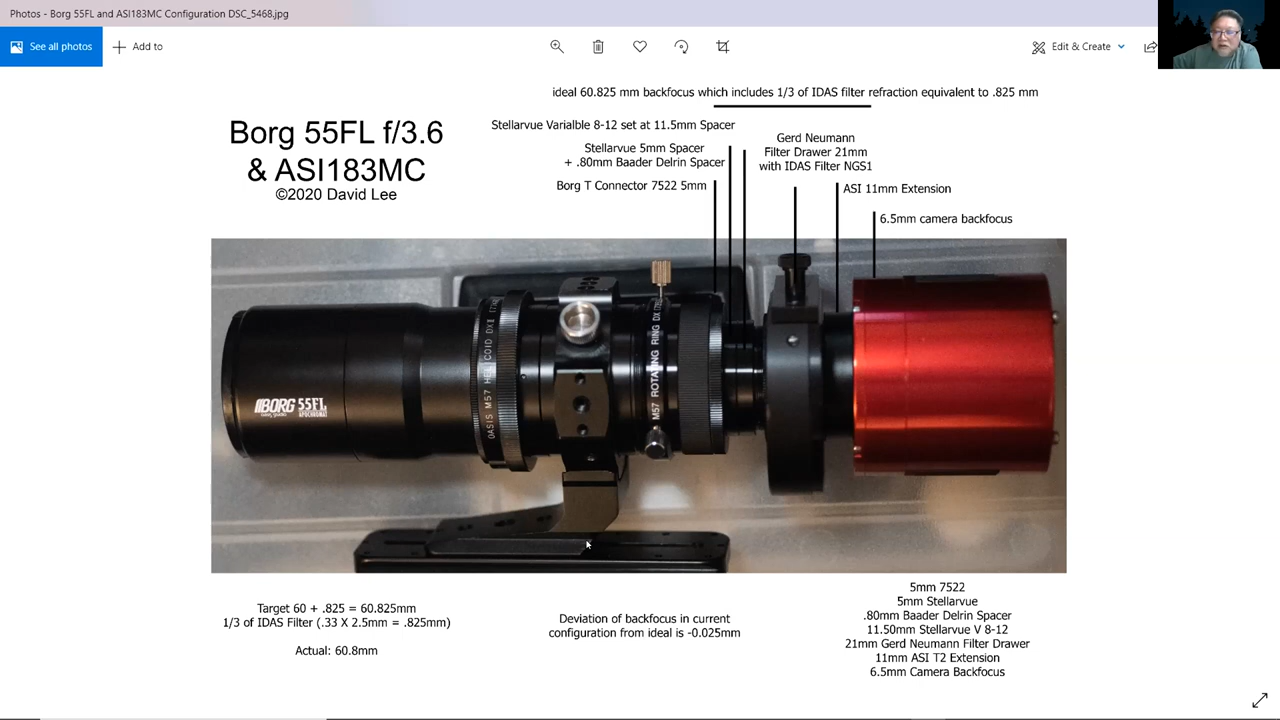 Photos - Borg 55FL and ASI183MC Configuration DSC_5468.jpg
See all photos
Add to
Edit & Create
ideal 60.825 mm backfocus which includes 1/3 of IDAS filter refraction equivalent to .825 mm
Borg 55FL f/3.6
& ASI183MC
©2020 David Lee
Stellarvue Varialble 8-12 set at 11.5mm Spacer
Stellarvue 5mm Spacer
+ .80mm Baader Delrin Spacer
Borg T Connector 7522 5mm
Gerd Neumann
Filter Drawer 21mm
with IDAS Filter NGS1
ASI 11mm Extension
6.5mm camera backfocus
BORG 55FL
APOCHROMAT
OASIS M57 HELICOID DXII
M57 ROTATING RING DX
Target 60 + .825 = 60.825mm
1/3 of IDAS Filter (.33 X 2.5mm = .825mm)
Actual: 60.8mm
Deviation of backfocus in current
configuration from ideal is -0.025mm
5mm 7522
5mm Stellarvue
.80mm Baader Delrin Spacer
11.50mm Stellarvue V 8-12
21mm Gerd Neumann Filter Drawer
11mm ASI T2 Extension
6.5mm Camera Backfocus